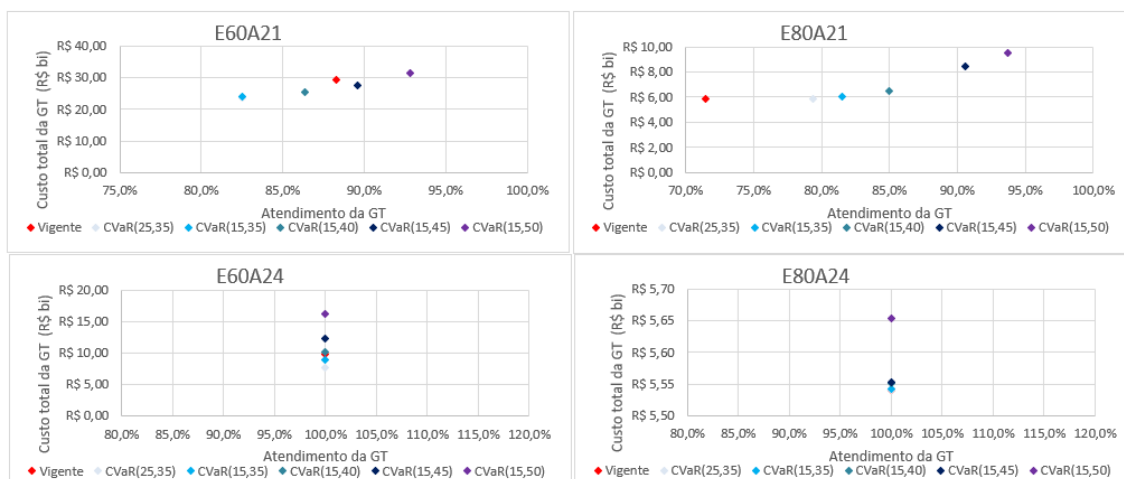 E60A21
Custo total da GT (R$ bi)
R$ 40,00
R$ 30,00
R$ 20,00
R$ 10,00
R$ 0,00
75,0% 80,0% 85,0% 90,0% 95,0% 100,0%
Atendimento da GT
Vigente CVaR(25,35) CVaR(15,35) CVaR(15,40) CVaR(15,45) CVaR(15,50)
E80A21
Custo total da GT (R$ bi)
R$ 10,00
R$ 8,00
R$ 6,00
R$ 4,00
R$ 2,00
R$ 0,00
70,0% 75,0% 80,0% 85,0% 90,0% 95,0% 100,0%
Atendimento da GT
Vigente CVaR(25,35) CVaR(15,35) CVaR(15,40) CVaR(15,45) CVaR(15,50)
E60A24
Custo total da GT (R$ bi)
R$ 20,00
R$ 15,00
R$ 10,00
R$ 5,00
R$ 0,00
80,0% 85,0% 90,0% 95,0% 100,0% 105,0% 110,0% 115,0% 120,0%
Atendimento da GT
Vigente CVaR(25,35) CVaR(15,35) CVaR(15,40) CVaR(15,45) CVaR(15,50)
E80A24
Custo total da GT (R$ bi)
R$ 5,70
R$ 5,65
R$ 5,60
R$ 5,55
R$ 5,50
80,0% 85,0% 90,0% 95,0% 100,0% 105,0% 110,0% 115,0% 120,0%
Atendimento da GT
Vigente CVaR(25,35) CVaR(15,35) CVaR(15,40) CVaR(15,45) CVaR(15,50)